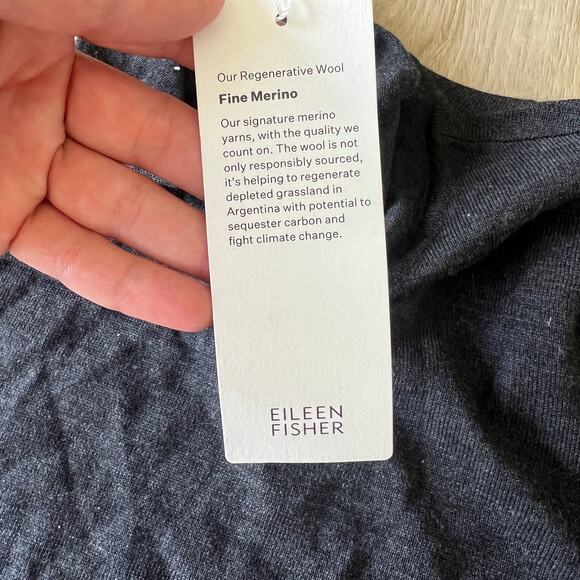 Our Regenerative Wool
Fine Merino
Our signature merino
yarns, with the quality we
count on. The wool is not
only responsibly sourced,
it's helping to regenerate
depleted grassland in
Argentina with potential to
sequester carbon and
fight climate change.
EILEEN
FISHER